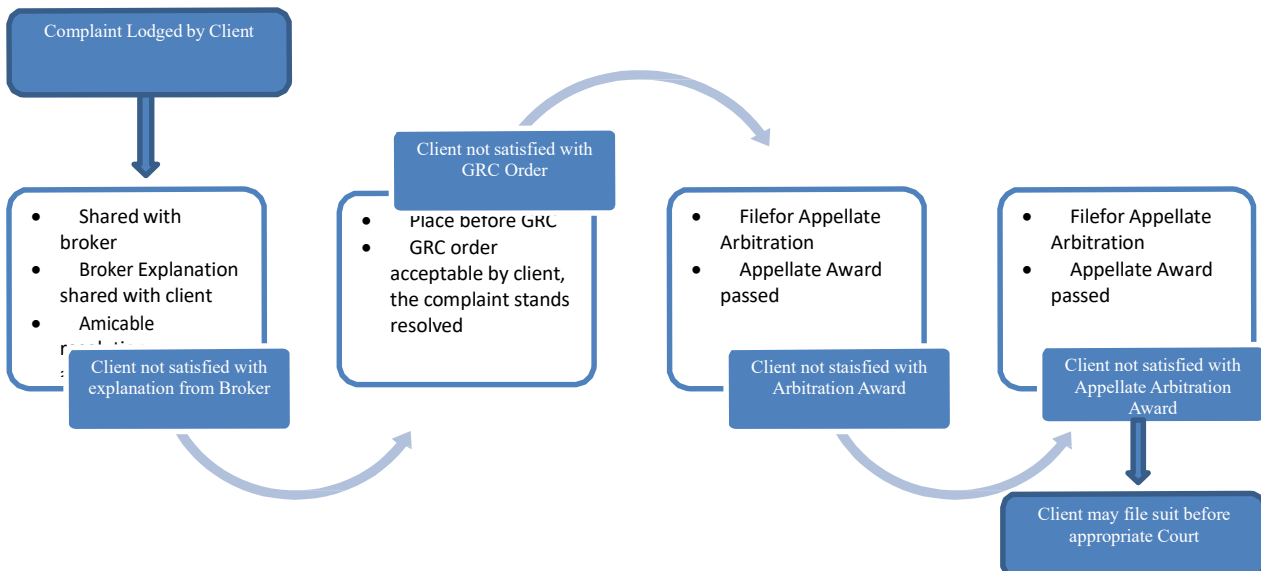 Complaint Lodged by Client
• Shared with
broker
• Broker Explanation
shared with client
• Amicable
Client not satisfied with
explanation from Broker
Client not satisfied with
GRC Order
• Place before GRC
• GRC order
acceptable by client,
the complaint stands
resolved
• Filefor Appellate
Arbitration
• Appellate Award
passed
Client not staisfied with
Arbitration Award
• Filefor Appellate
Arbitration
• Appellate Award
passed
Client not satisfied with
Appellate Arbitration
Award
Client may file suit before
appropriate Court